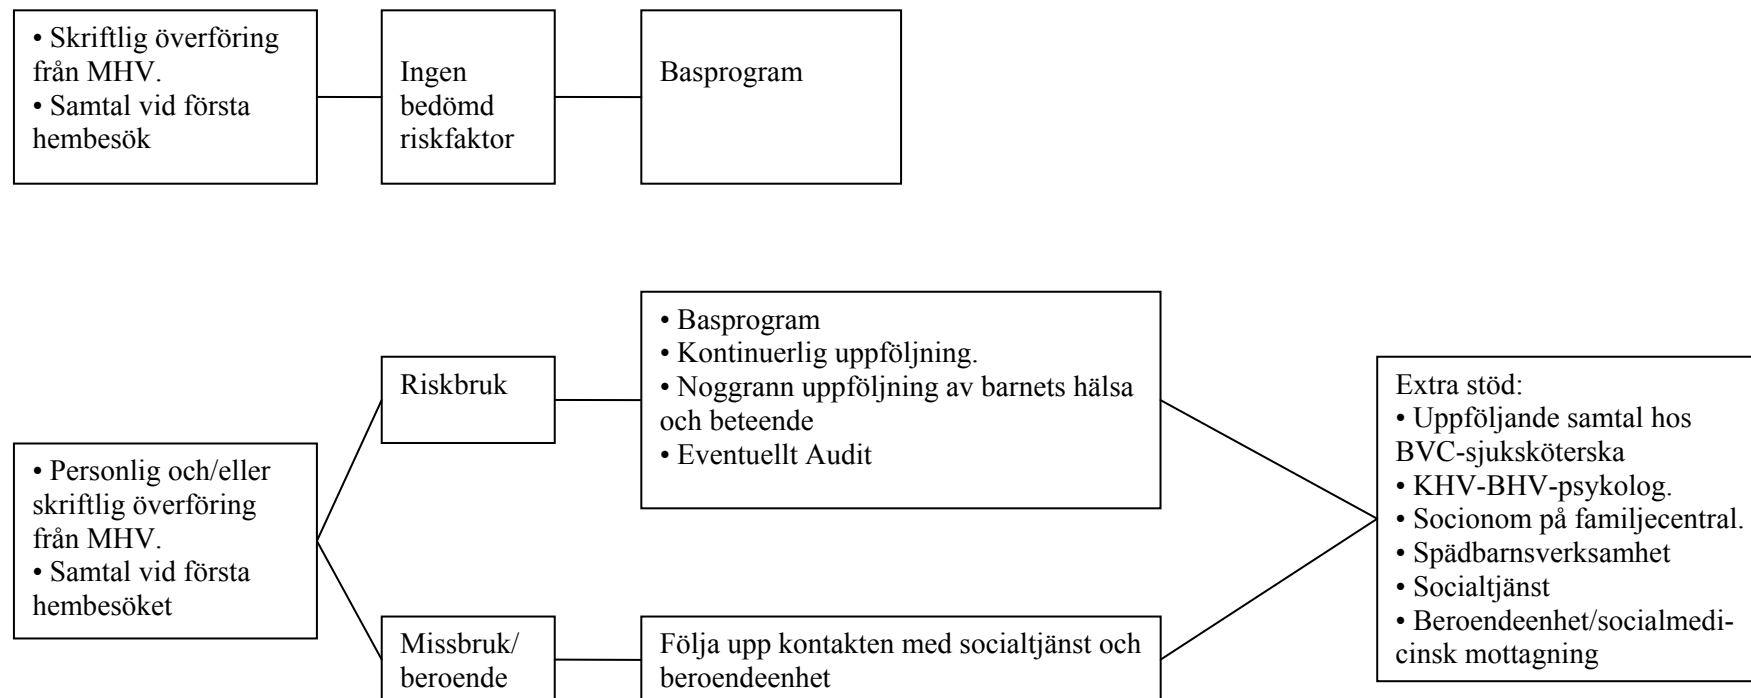 • Skriftlig överföring
från MHV.
• Samtal vid första
hembesök
Ingen
bedömd
riskfaktor
Basprogram
• Personlig och/eller
skriftlig överföring
från MHV.
• Samtal vid första
hembesöket
Riskbruk
• Basprogram
• Kontinuerlig uppföljning.
• Noggrann uppföljning av barnets hälsa
och beteende
• Eventuellt Audit
Missbruk/
beroende
Följa upp kontakten med socialtjänst och
beroendeenhet
Extra stöd:
• Uppföljande samtal hos
BVC-sjuksköterska
• KHV-BHV-psykolog.
• Socionom på familjecentral.
• Spädbarnsverksamhet
• Socialtjänst
• Beroendeenhet/socialmedi-
cinsk mottagning